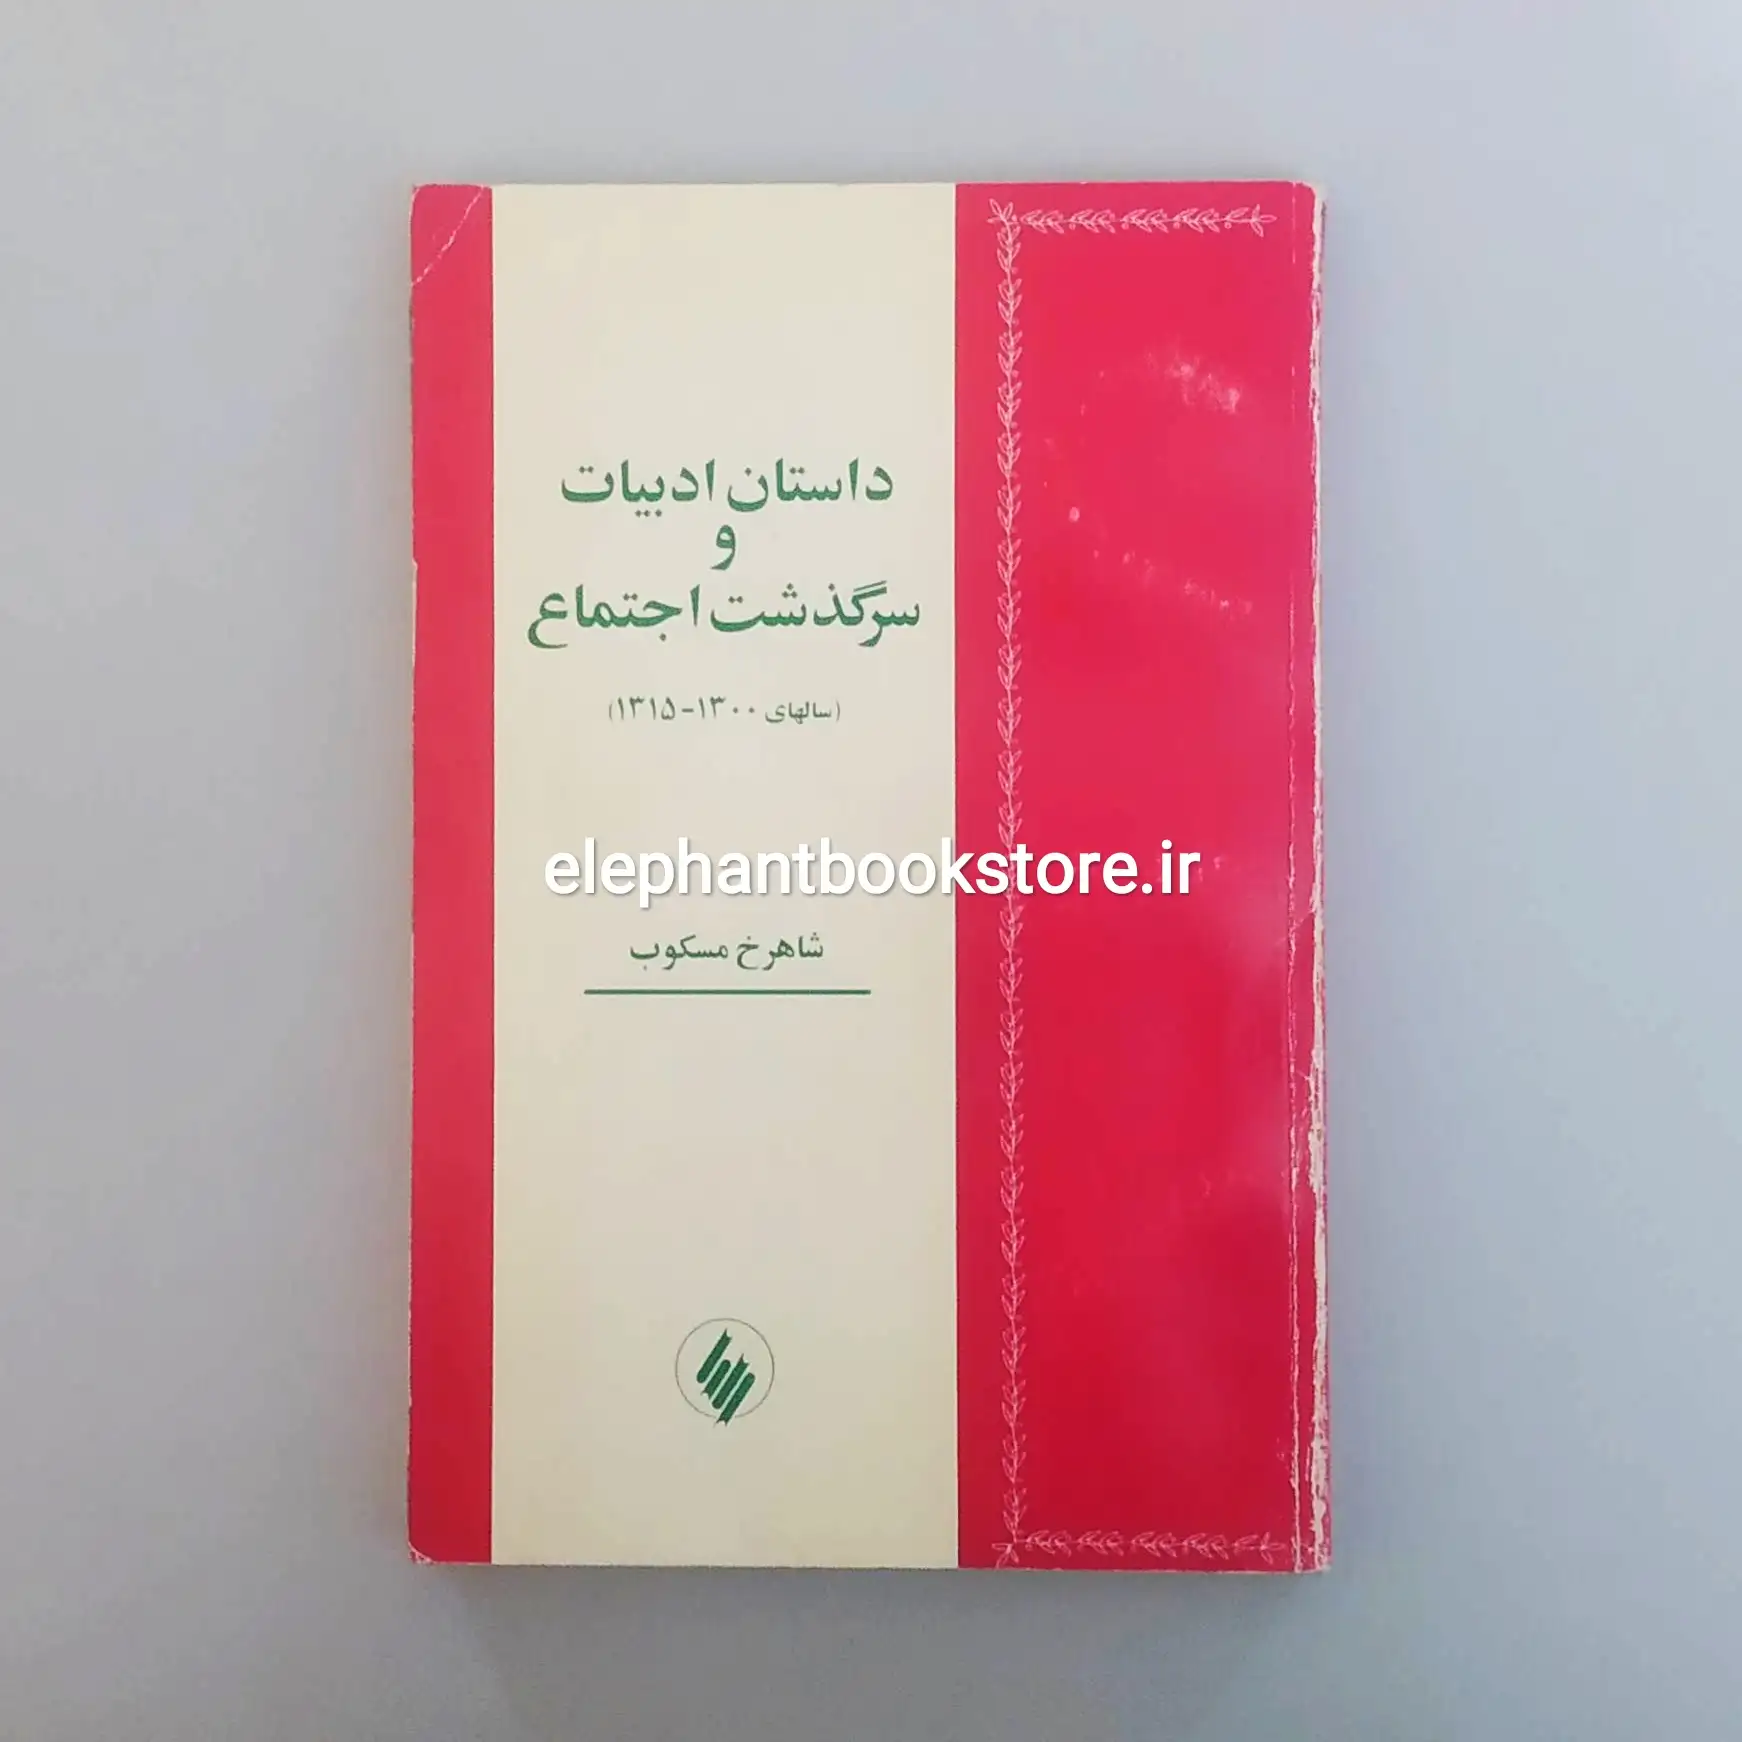 داستان ادبیات
و
سرگذشت اجتماع
(سالهای ۱۳۰۰-۱۳۱۵)
elephantbookstore.ir
شاهرخ مسکوب